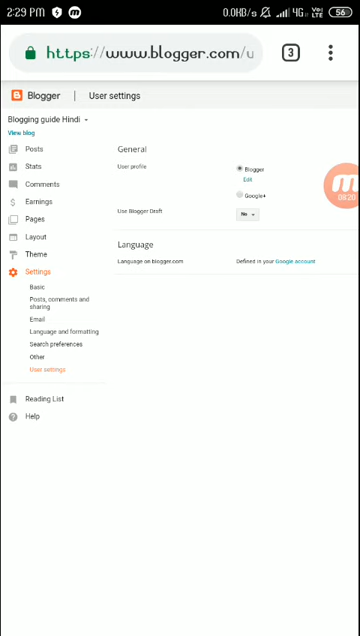 2:29 PM
0.0KB/s 4G VoLTE 56
https://www.blogger.com/u
3
Blogger | User settings
Blogging guide Hindi
View blog
Posts
Stats
Comments
Earnings
Pages
Layout
Theme
Settings
Basic
Posts, comments and
sharing
Email
Language and formatting
Search preferences
Other
User settings
Reading List
Help
General
User profile
Blogger
Edit
Google+
Use Blogger Draft
No
Language
Language on blogger.com
Defined in your Google account
08:20